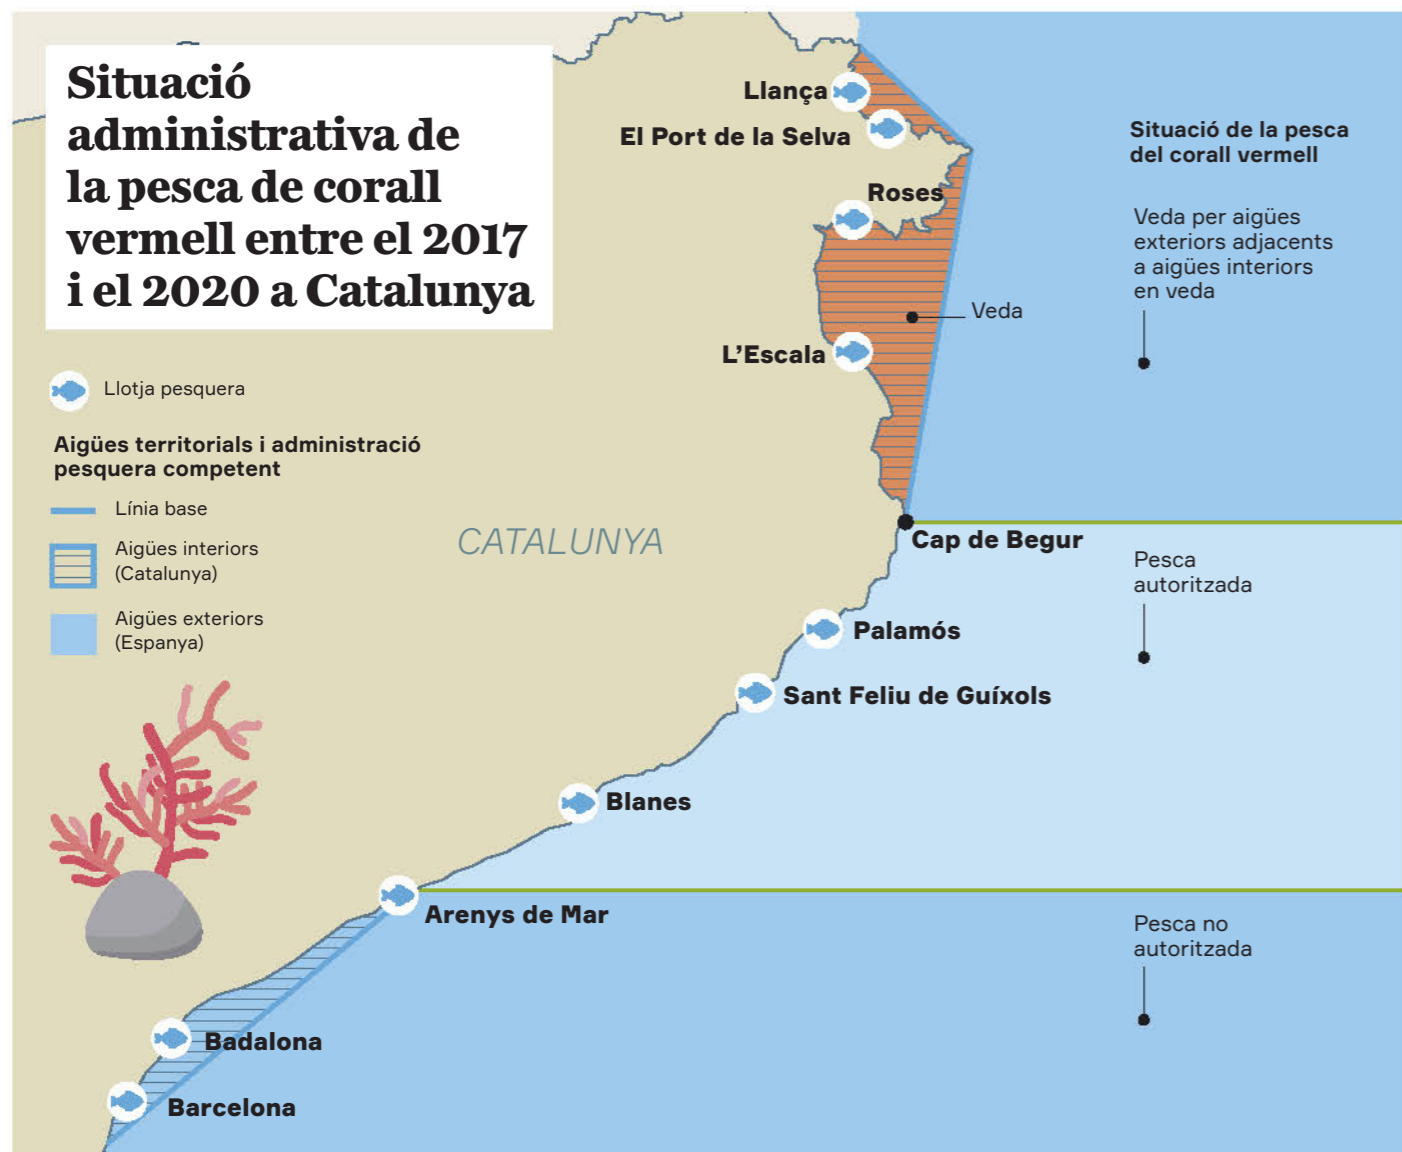 Situació
administrativa de
la pesca de corall
vermell entre el 2017
i el 2020 a Catalunya
Llotja pesquera
Aigües territorials i administració
pesquera competent
Línia base
Aigües interiors
(Catalunya)
Aigües exteriors
(Espanya)
CATALUNYA
Llança
El Port de la Selva
Roses
L’Escala
Veda
Cap de Begur
Palamós
Sant Feliu de Guíxols
Blanes
Arenys de Mar
Badalona
Barcelona
Situació de la pesca
del corall vermell
Veda per aigües
exteriors adjacents
a aigües interiors
en veda
Pesca
autoritzada
Pesca no
autoritzada